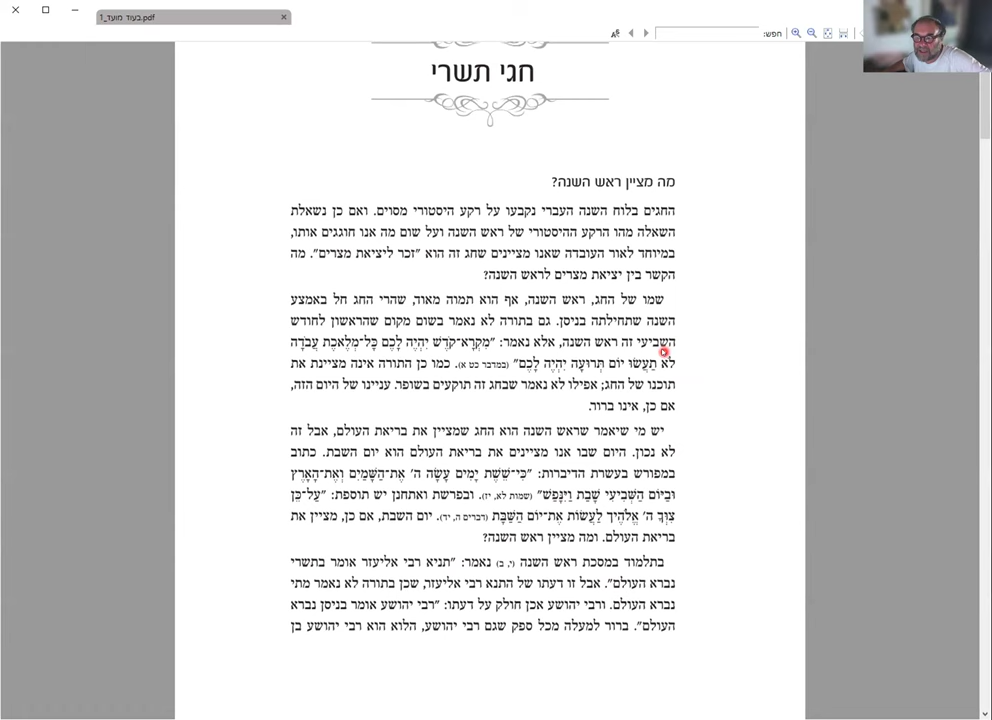 בעוד מועד_1.pdf
חפש:
חגי תשרי
מה מציין ראש השנה?
החגים בלוח השנה העברי נקבעו על רקע היסטורי מסוים. ואם כן נשאלת
השאלה מהו הרקע ההיסטורי של ראש השנה ועל שום מה אנו חוגגים אותו,
במיוחד לאור העובדה שאנו מציינים שחג זה הוא "זכר ליציאת מצרים". מה
הקשר בין יציאת מצרים לראש השנה?
שמו של החג, ראש השנה, אף הוא תמוה מאוד, שהרי החג חל באמצע
השנה שתחילתה בניסן. גם בתורה לא נאמר בשום מקום שהראשון לחודש
השביעי זה ראש השנה, אלא נאמר: "מִקְרָא־קֹדֶשׁ יִהְיֶה לָכֶם כָּל־מְלֶאכֶת עֲבֹדָה
לֹא תַעֲשׂוּ יוֹם תְּרוּעָה יִהְיֶה לָכֶם" (במדבר כט א). כמו כן התורה אינה מציינת את
תוכנו של החג; אפילו לא נאמר שבחג זה תוקעים בשופר. עניינו של היום הזה,
אם כן, אינו ברור.
יש מי שיאמר שראש השנה הוא החג שמציין את בריאת העולם, אבל זה
לא נכון. היום שבו אנו מציינים את בריאת העולם הוא יום השבת. כתוב
במפורש בעשרת הדיברות: "כִּי־שֵׁשֶׁת יָמִים עָשָׂה ה' אֶת־הַשָּׁמַיִם וְאֶת־הָאָרֶץ
וּבַיּוֹם הַשְּׁבִיעִי שָׁבַת וַיִּנָּפַשׁ" (שמות לא, יז). ובפרשת ואתחנן יש תוספת: "עַל־כֵּן
צִוְּךָ ה' אֱלֹהֶיךָ לַעֲשׂוֹת אֶת־יוֹם הַשַּׁבָּת (דברים ה, יד). יום השבת, אם כן, מציין את
בריאת העולם. ומה מציין ראש השנה?
בתלמוד במסכת ראש השנה (י, ב) נאמר: "תניא רבי אליעזר אומר בתשרי
נברא העולם". אבל זו דעתו של התנא רבי אליעזר, שכן בתורה לא נאמר מתי
נברא העולם. ורבי יהושע אכן חולק על דעתו: "רבי יהושע אומר בניסן נברא
העולם". ברור למעלה מכל ספק שגם רבי יהושע, הלוא הוא רבי יהושע בן